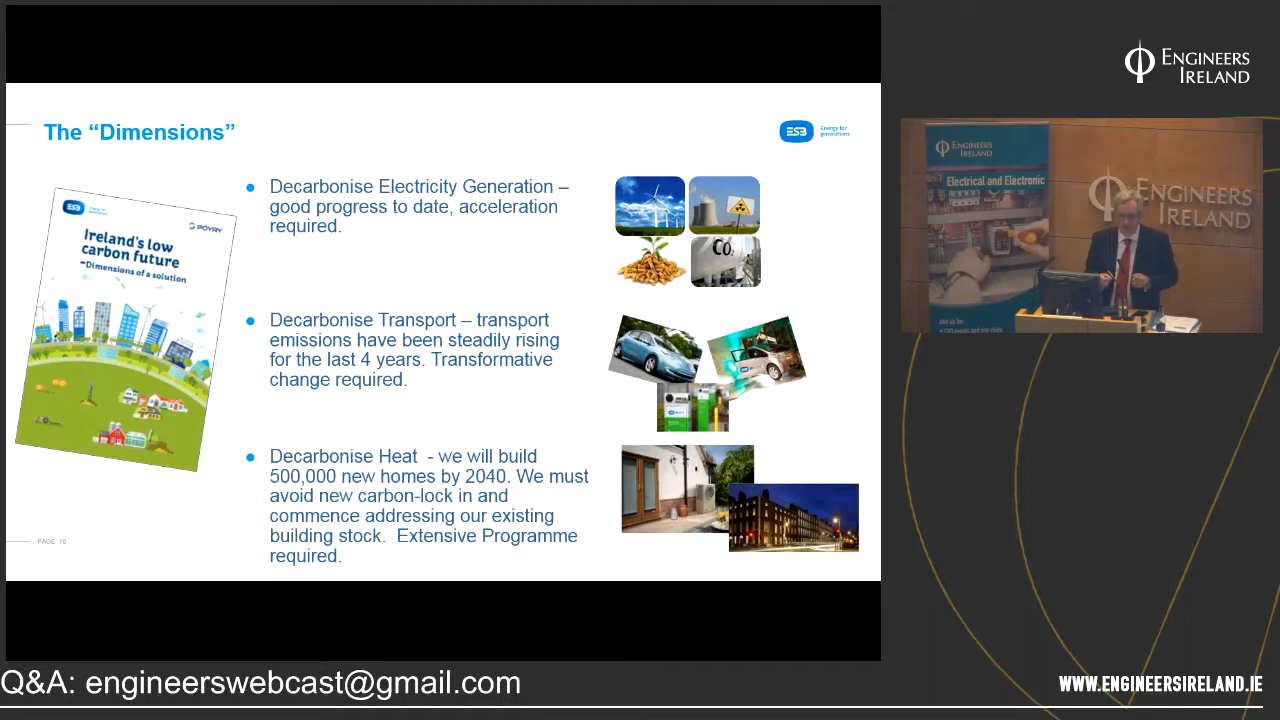 The “Dimensions”
ESB
Energy for
generations
ESB
PÖYRY
Ireland's low
carbon future
-Dimensions of a solution
● Decarbonise Electricity Generation –
good progress to date, acceleration
required.
CO2
● Decarbonise Transport – transport
emissions have been steadily rising
for the last 4 years. Transformative
change required.
● Decarbonise Heat - we will build
500,000 new homes by 2040. We must
avoid new carbon-lock in and
commence addressing our existing
building stock. Extensive Programme
required.
PAGE 10
ENGINEERS
IRELAND
ENGINEERS
IRELAND
Electrical and Electronic
ENGINEERS
IRELAND
Q&A: engineerswebcast@gmail.com
WWW.ENGINEERSIRELAND.IE